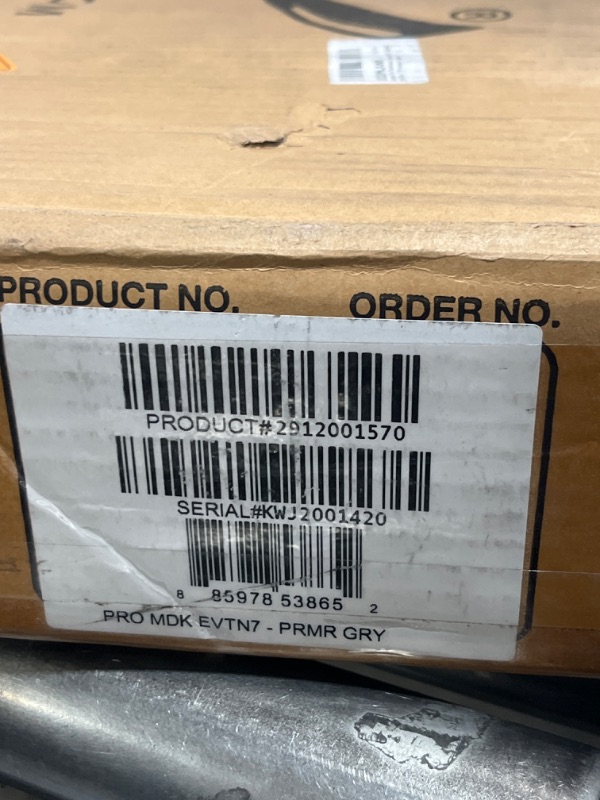 ®
PRODUCT NO.
ORDER NO.
PRODUCT#2912001570
SERIAL#KWJ2001420
8 85978 53865 2
PRO MDK EVTN7 - PRMR GRY